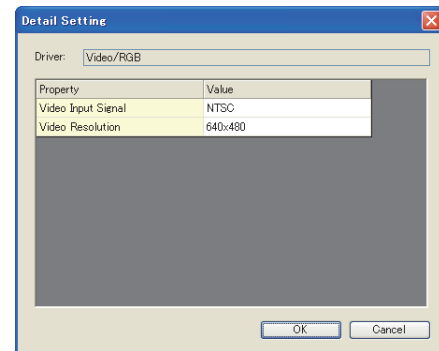 Detail Setting
Driver: Video/RGB
Property Value
Video Input Signal NTSC
Video Resolution 640x480
OK Cancel